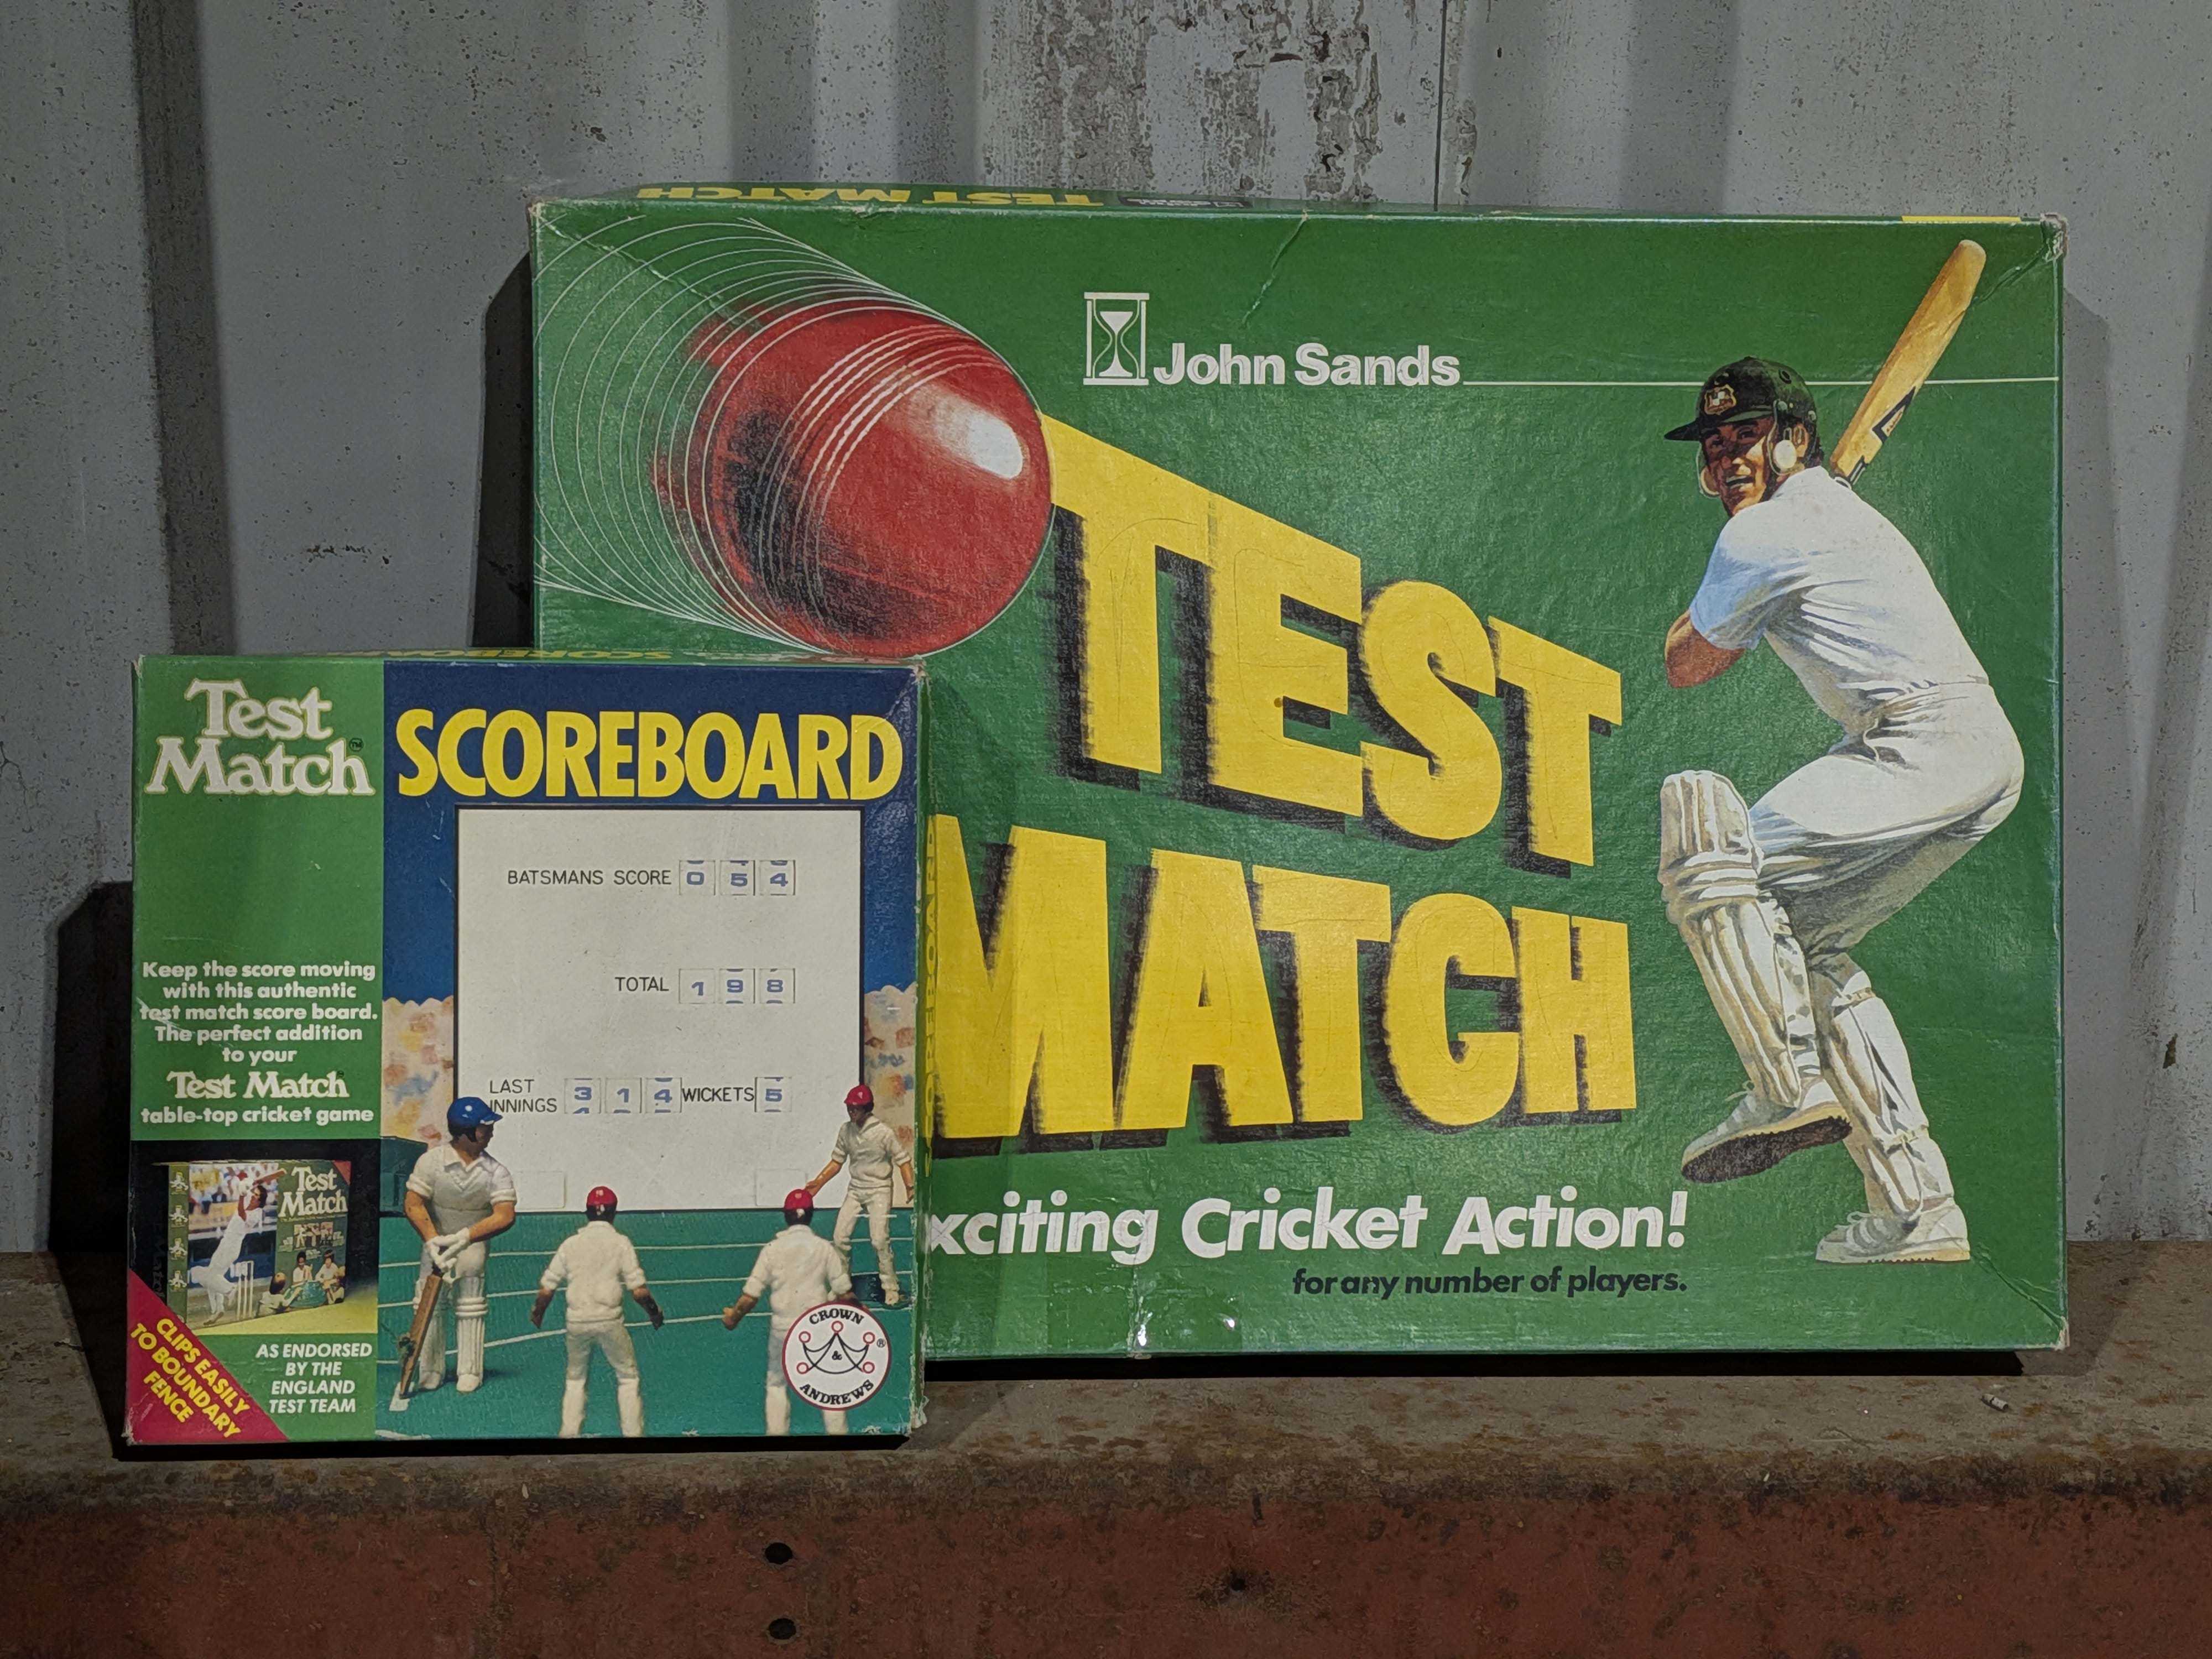 TEST MATCH
John Sands
TEST
MATCH
xciting Cricket Action!
for any number of players.
SCOREBOARD
Test
Match™
SCOREBOARD
BATSMANS SCORE 0 5 4
TOTAL 1 9 8
LAST
INNINGS 3 1 4 WICKETS 5
Keep the score moving
with this authentic
test match score board.
The perfect addition
to your
Test Match
table-top cricket game
Test
Match
CLIPS EASILY
TO BOUNDARY
FENCE
AS ENDORSED
BY THE
ENGLAND
TEST TEAM
CROWN
&
ANDREWS
®